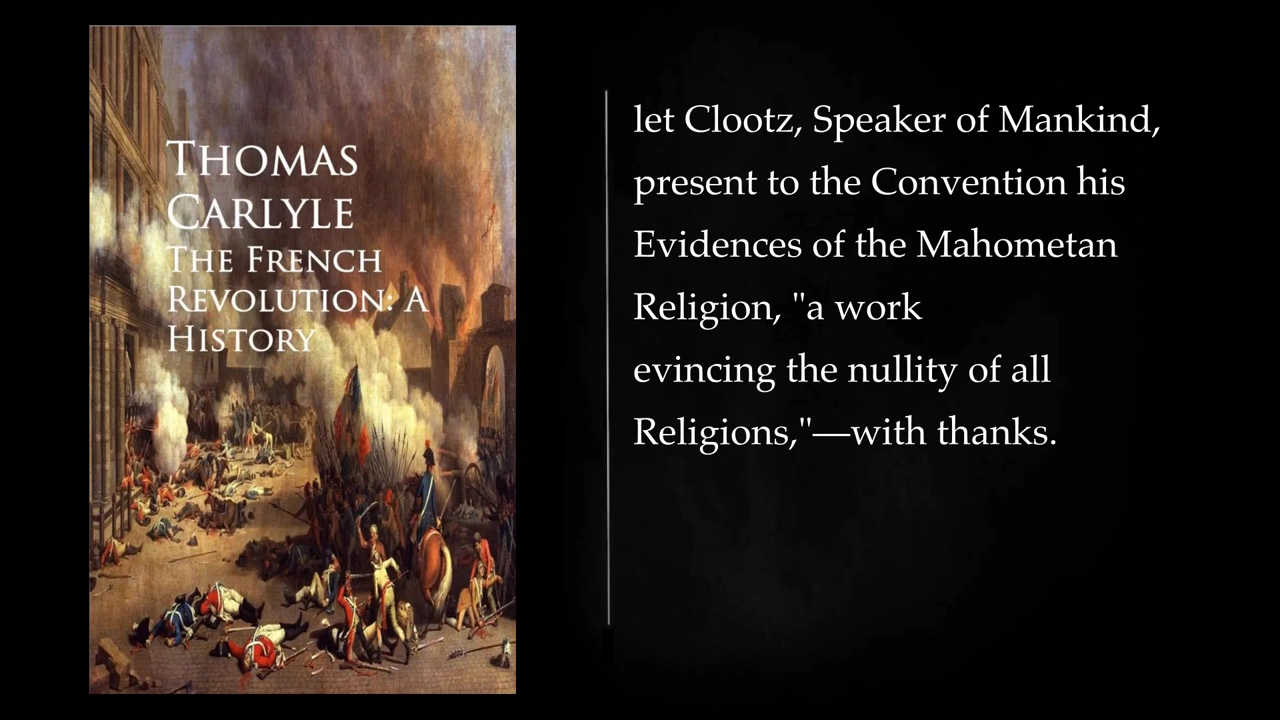 THOMAS
CARLYLE
THE FRENCH
REVOLUTION: A
HISTORY
let Clootz, Speaker of Mankind,
present to the Convention his
Evidences of the Mahometan
Religion, "a work
evincing the nullity of all
Religions,"—with thanks.